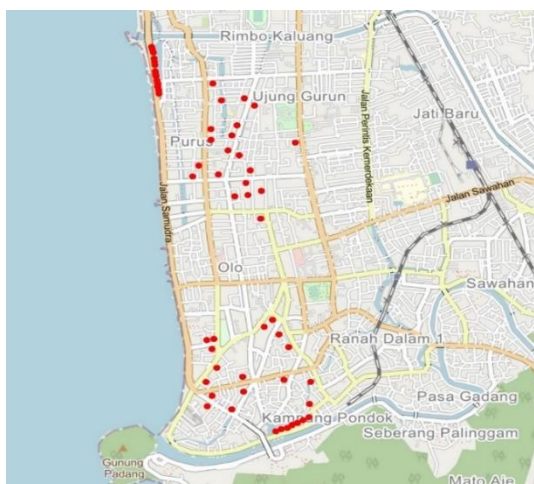 Rimbo Kaluang
Ujung Gurun
Jati Baru
Jalan Perintis Kemerdekaan
Purus
Jalan Sawahan
Jalan Samudra
Olo
Sawahan
Ranah Dalam 1
Pasa Gadang
Kampung Pondok
Seberang Palinggam
Gunung
Padang
Mato Aie